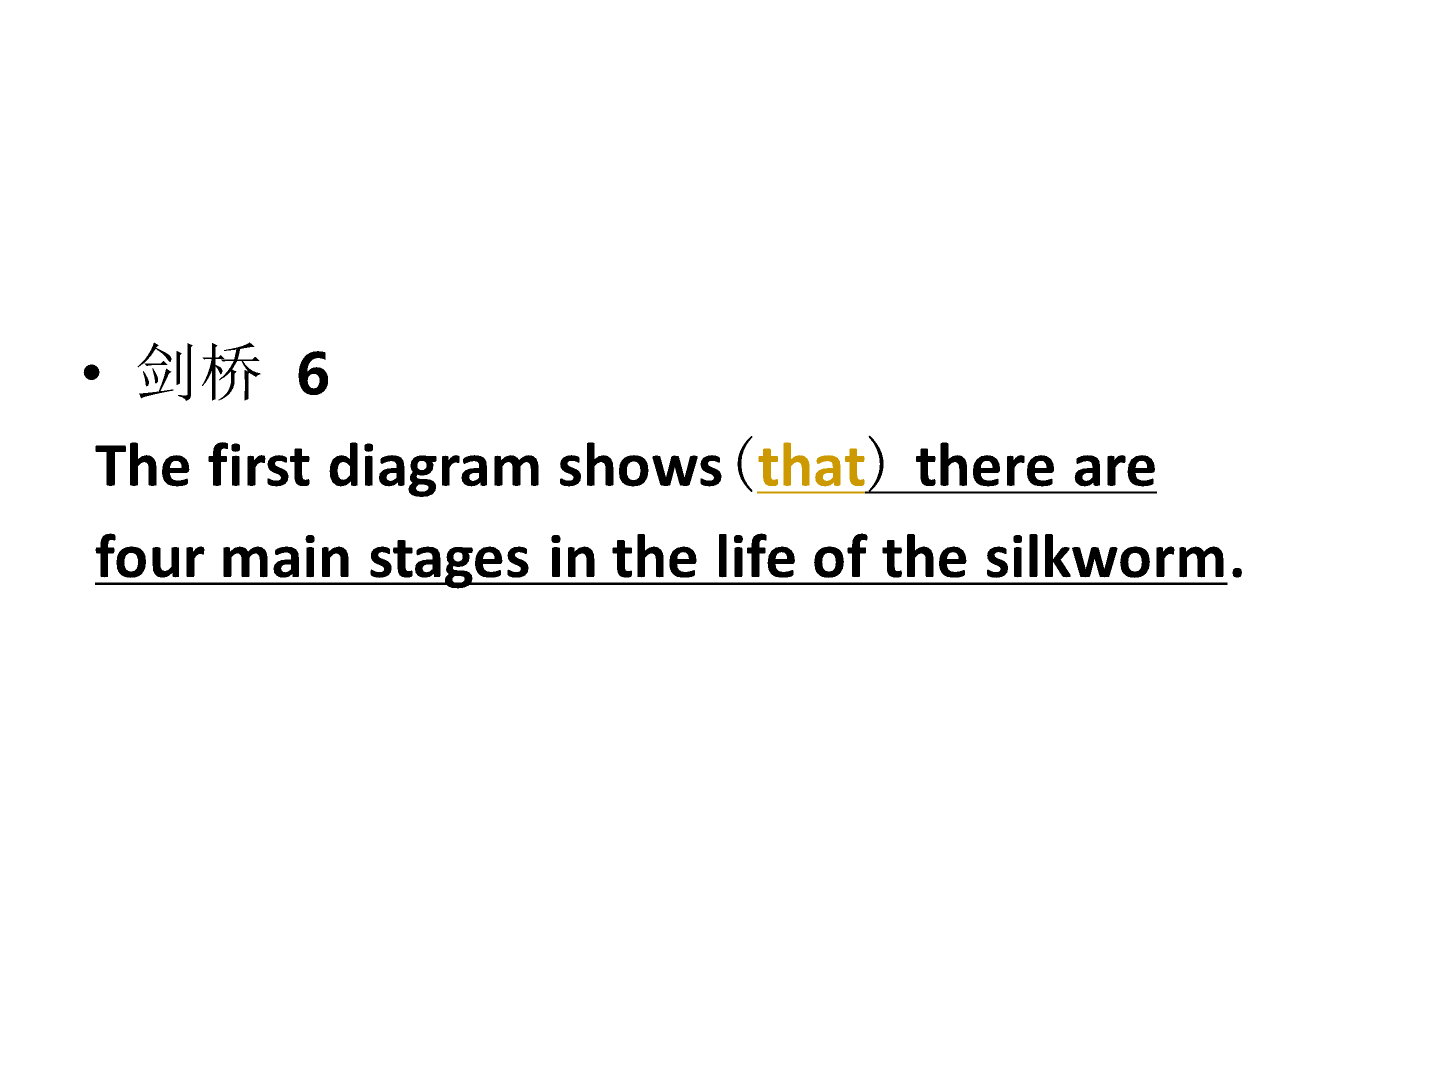 • 剑桥 6
The first diagram shows（that）there are
four main stages in the life of the silkworm.